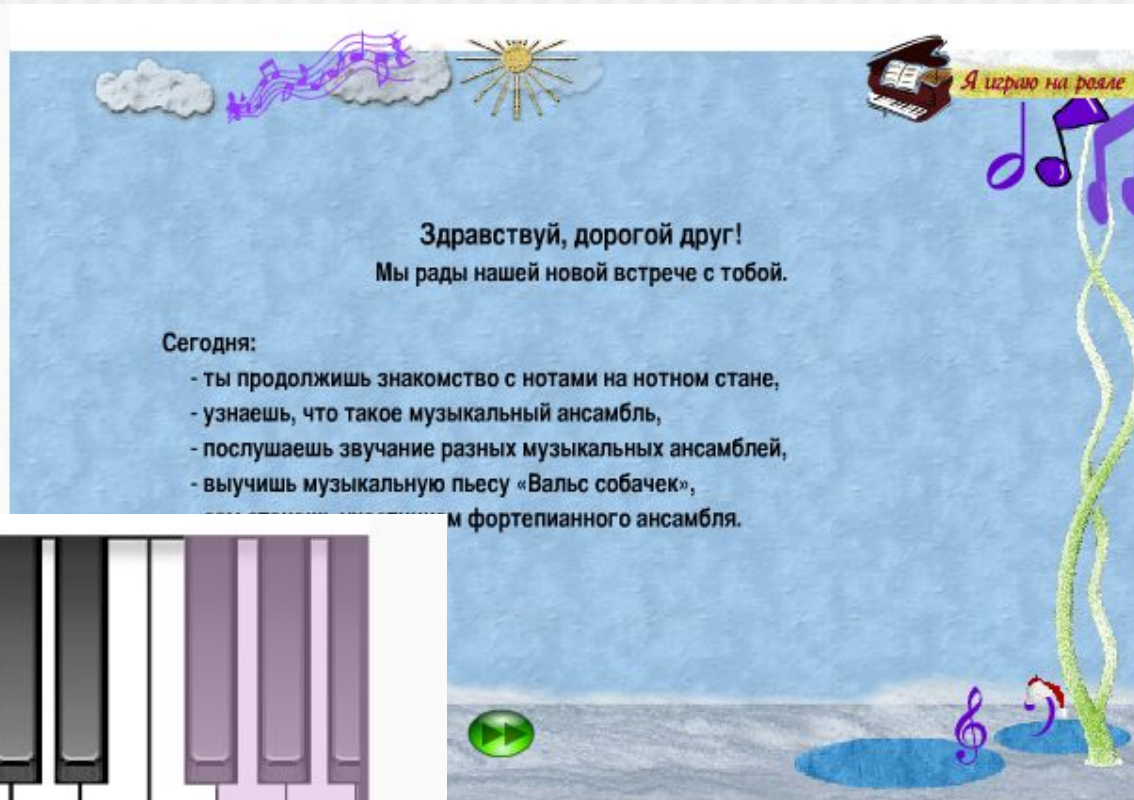 Я играю на рояле
Здравствуй, дорогой друг!
Мы рады нашей новой встрече с тобой.
Сегодня:
- ты продолжишь знакомство с нотами на нотном стане,
- узнаешь, что такое музыкальный ансамбль,
- послушаешь звучание разных музыкальных ансамблей,
- выучишь музыкальную пьесу «Вальс собачек»,
фортепианного ансамбля.